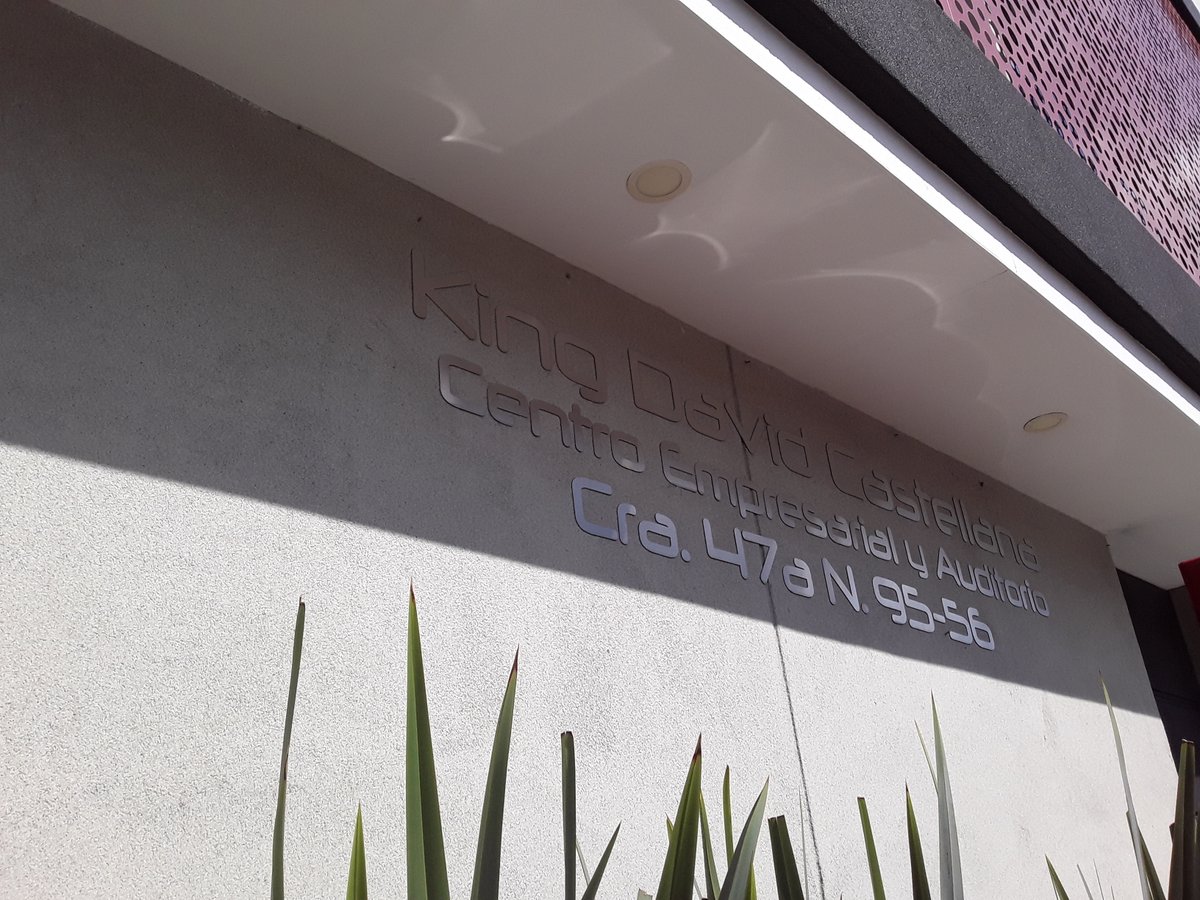 King David Castellana
Centro Empresarial y Auditorio
Cra. 47a N. 95-56